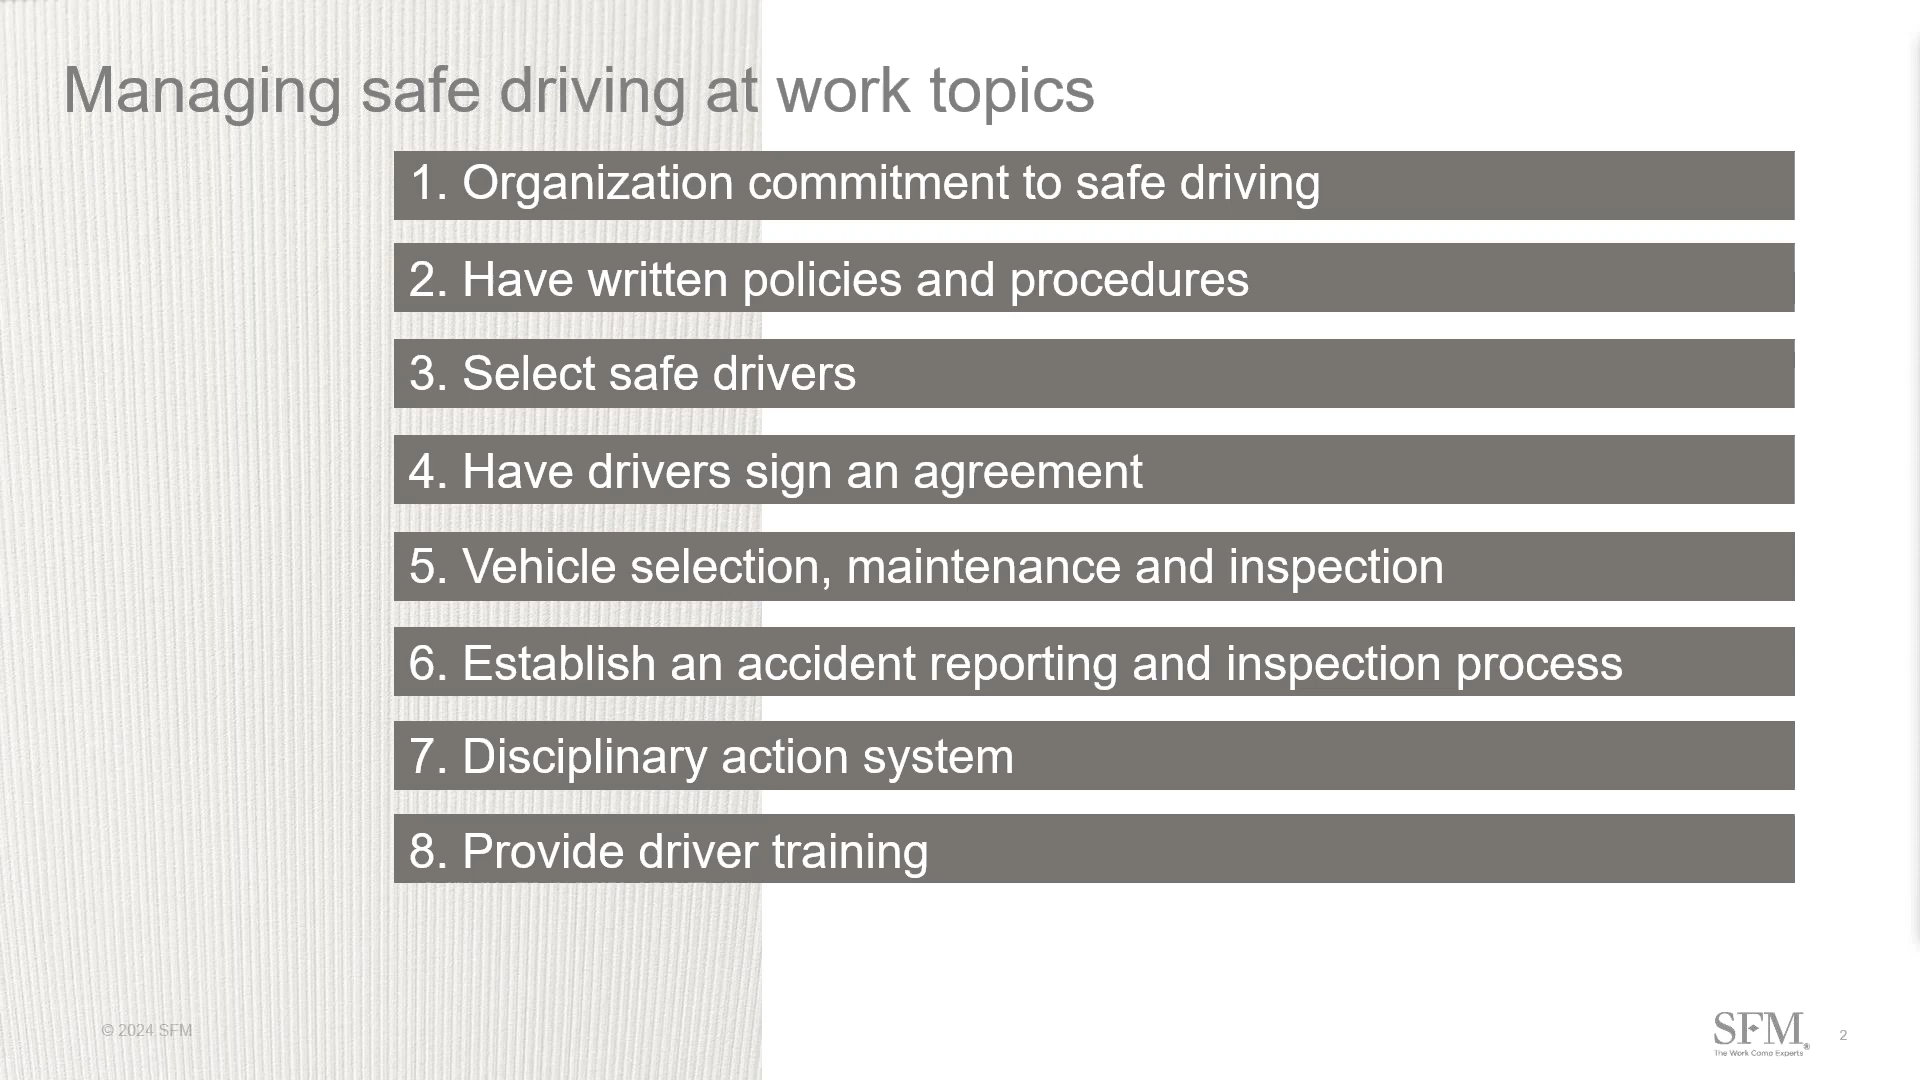 Managing safe driving at work topics
1. Organization commitment to safe driving
2. Have written policies and procedures
3. Select safe drivers
4. Have drivers sign an agreement
5. Vehicle selection, maintenance and inspection
6. Establish an accident reporting and inspection process
7. Disciplinary action system
8. Provide driver training
© 2024 SFM
SFM®
The Work Comp Experts
2